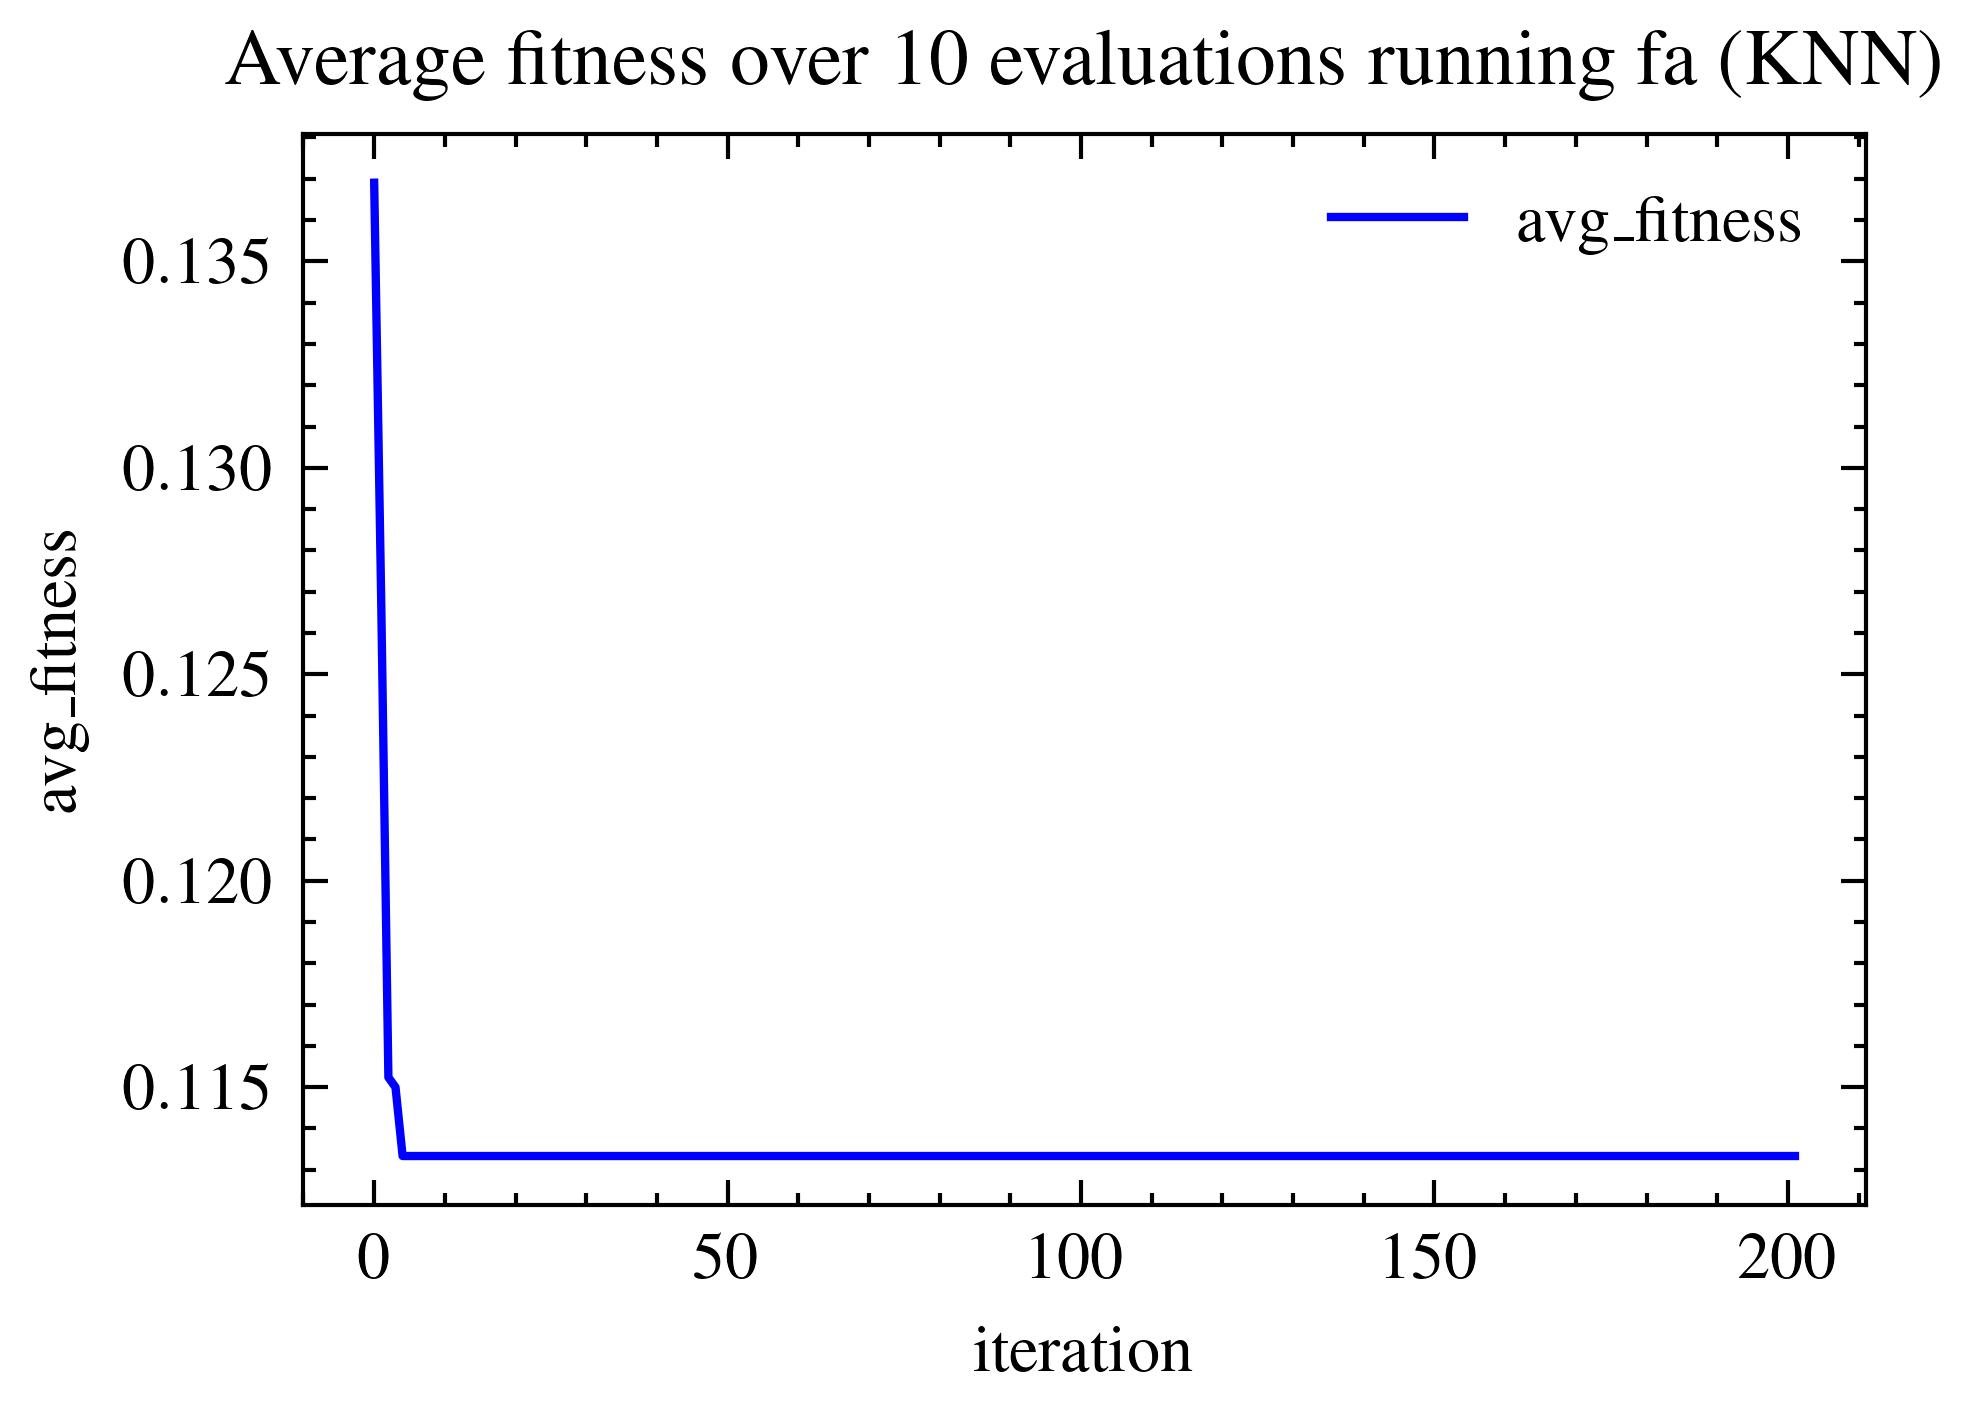 Average fitness over 10 evaluations running fa (KNN)
avg_fitness
0.135
0.130
0.125
0.120
0.115
avg_fitness
0 50 100 150 200
iteration